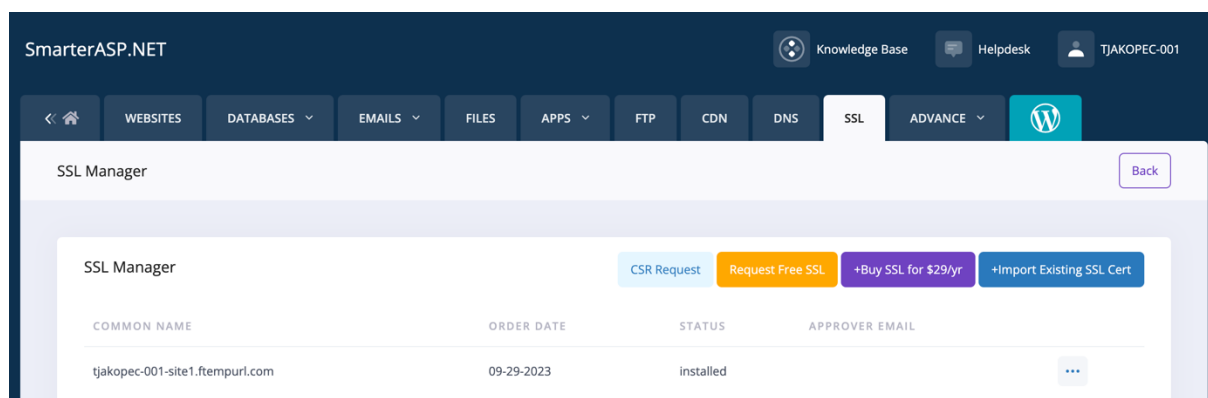 SmarterASP.NET
Knowledge Base Helpdesk TJAKOPEC-001
WEBSITES DATABASES EMAILS FILES APPS FTP CDN DNS SSL ADVANCE
SSL Manager Back
SSL Manager CSR Request Request Free SSL +Buy SSL for $29/yr +Import Existing SSL Cert
COMMON NAME ORDER DATE STATUS APPROVER EMAIL
tjakopec-001-site1.ftempurl.com 09-29-2023 installed